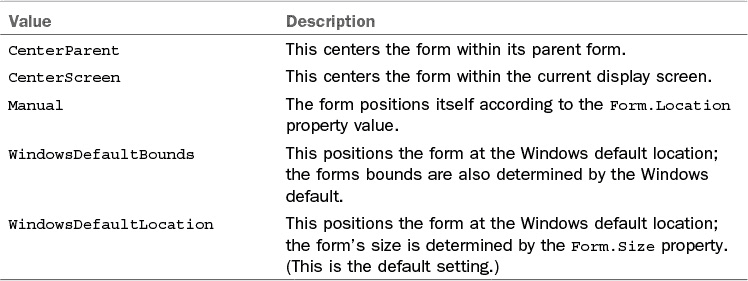 Value Description
CenterParent This centers the form within its parent form.
CenterScreen This centers the form within the current display screen.
Manual The form positions itself according to the Form.Location
property value.
WindowsDefaultBounds This positions the form at the Windows default location;
the forms bounds are also determined by the Windows
default.
WindowsDefaultLocation This positions the form at the Windows default location;
the form’s size is determined by the Form.Size property.
(This is the default setting.)